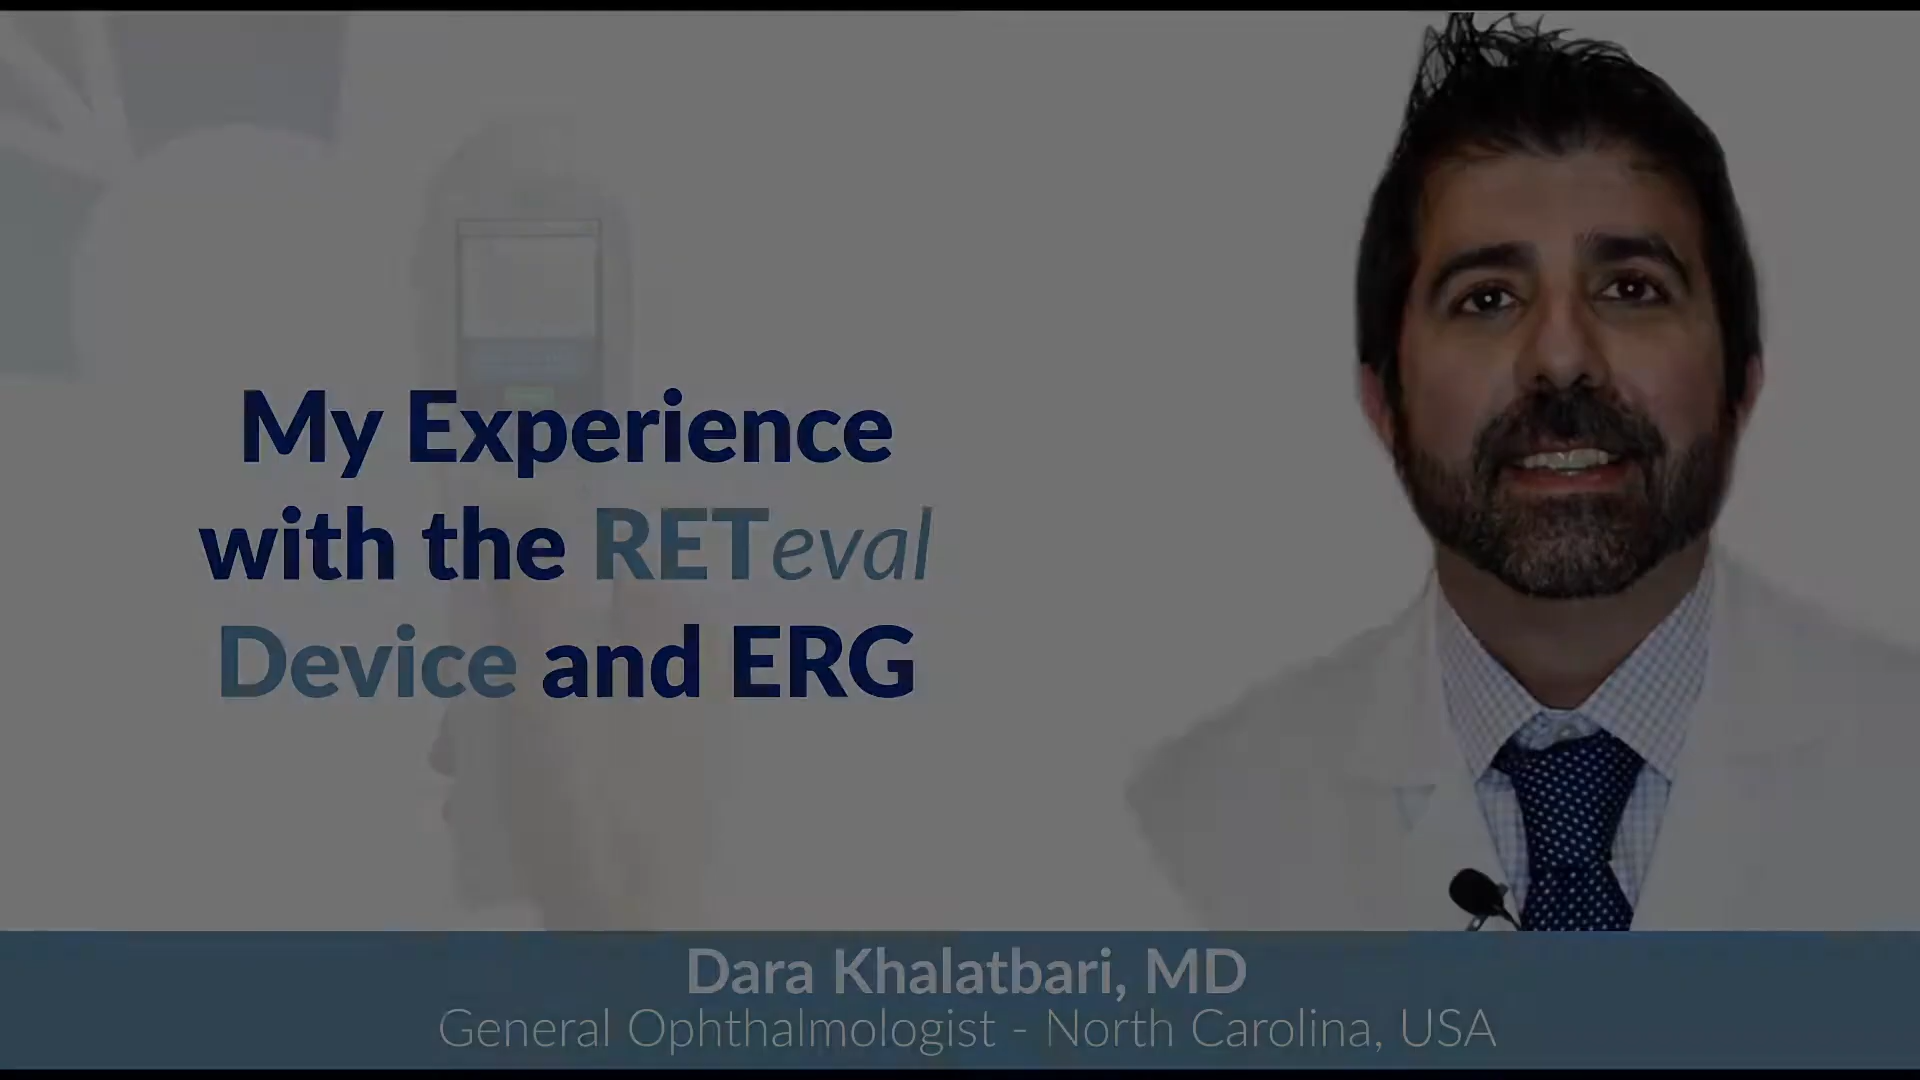 My Experience
with the RETeval
Device and ERG
Dara Khalatbari, MD
General Ophthalmologist - North Carolina, USA